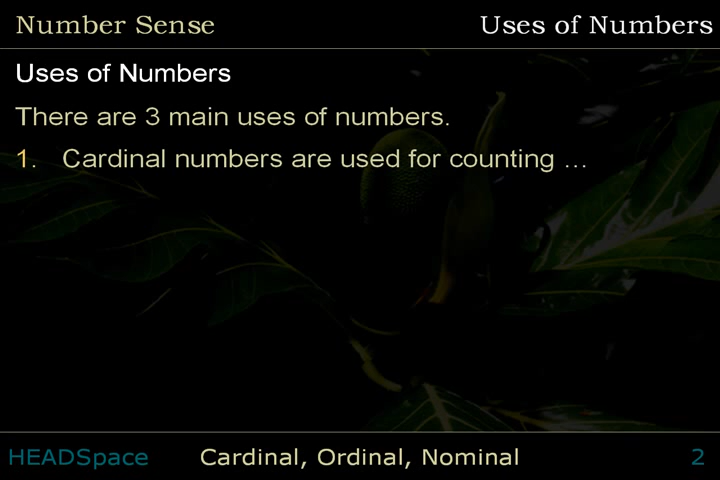 Number Sense
Uses of Numbers
Uses of Numbers
There are 3 main uses of numbers.
1. Cardinal numbers are used for counting …
HEADSpace
Cardinal, Ordinal, Nominal
2